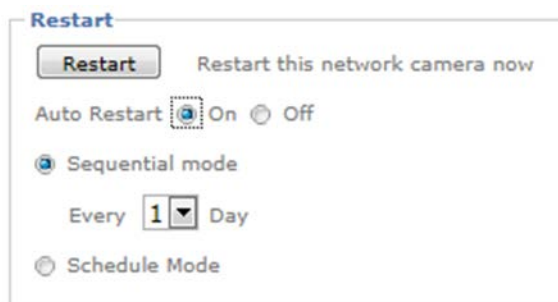 Restart
Restart Restart this network camera now
Auto Restart On Off
Sequential mode
Every 1 Day
Schedule Mode